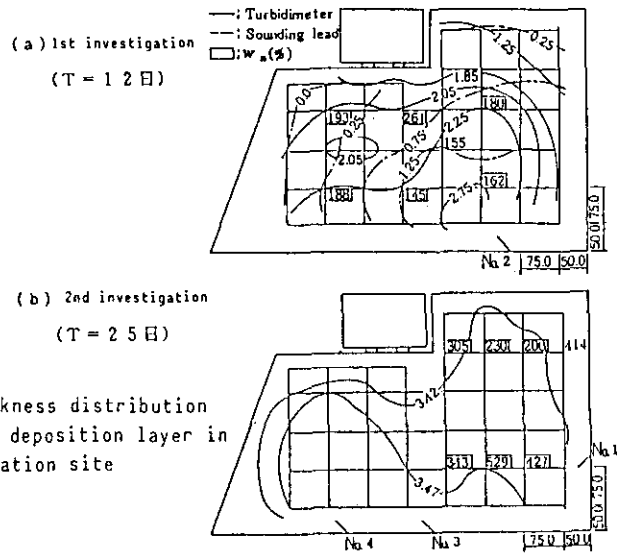 (a) 1st investigation
(T = 12日)
—: Turbidimeter
—·—: Sounding lead
□: Wn(%)
0.25
1.25
1.85
2.05
0.0
193
0.25
261
180
2.25
0.75
155
2.05
1.25
188
145
2.75
162
50.0 75.0
No.2
75.0 50.0
(b) 2nd investigation
(T = 25日)
305 230 200 114
3.42
kness distribution
deposition layer in
ation site
313 529 127
3.47
No.1
50.0 75.0
No.4 No.3
75.0 50.0